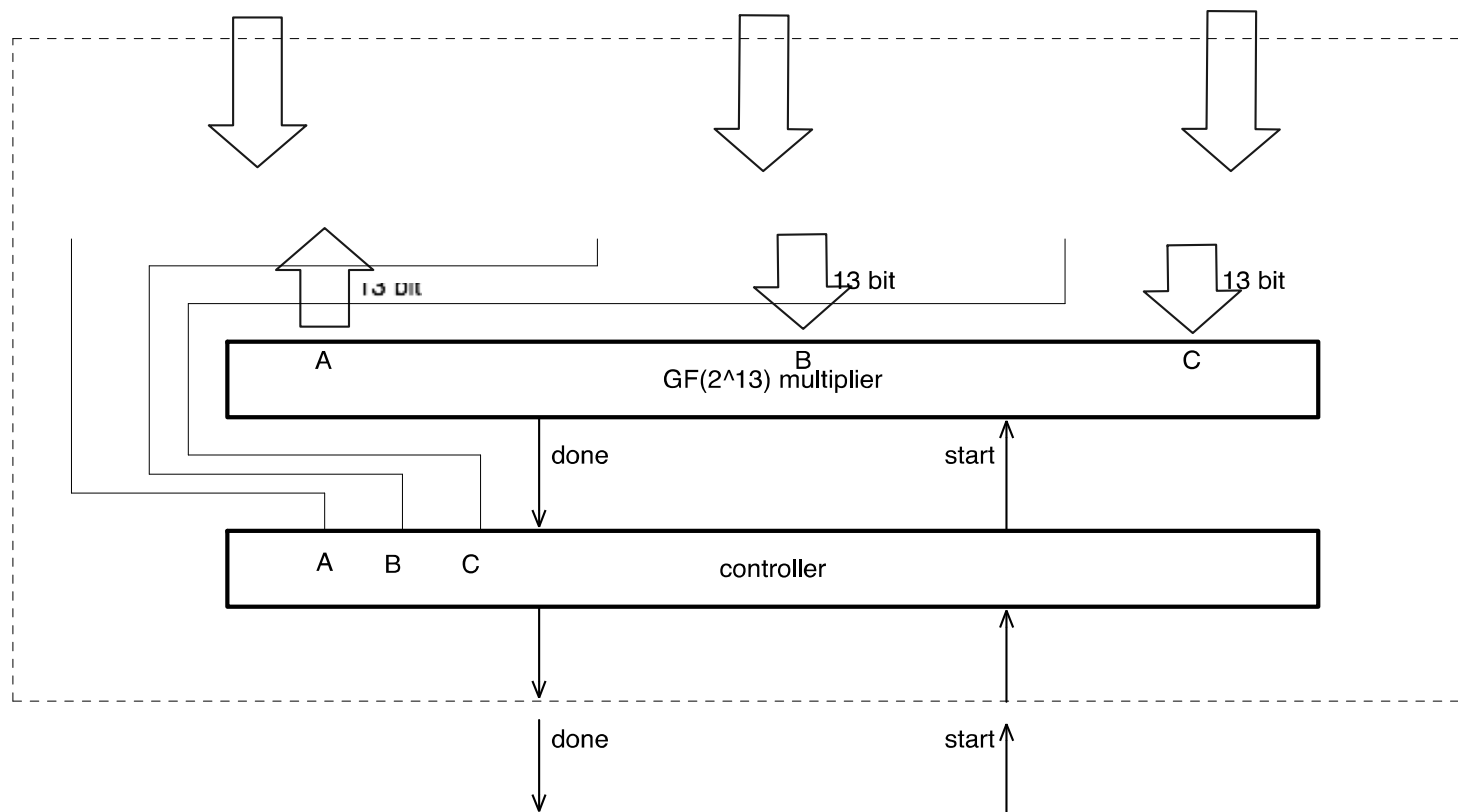 13 bit
13 bit
13 bit
A
B
C
GF(2^13) multiplier
done
start
A
B
C
controller
done
start